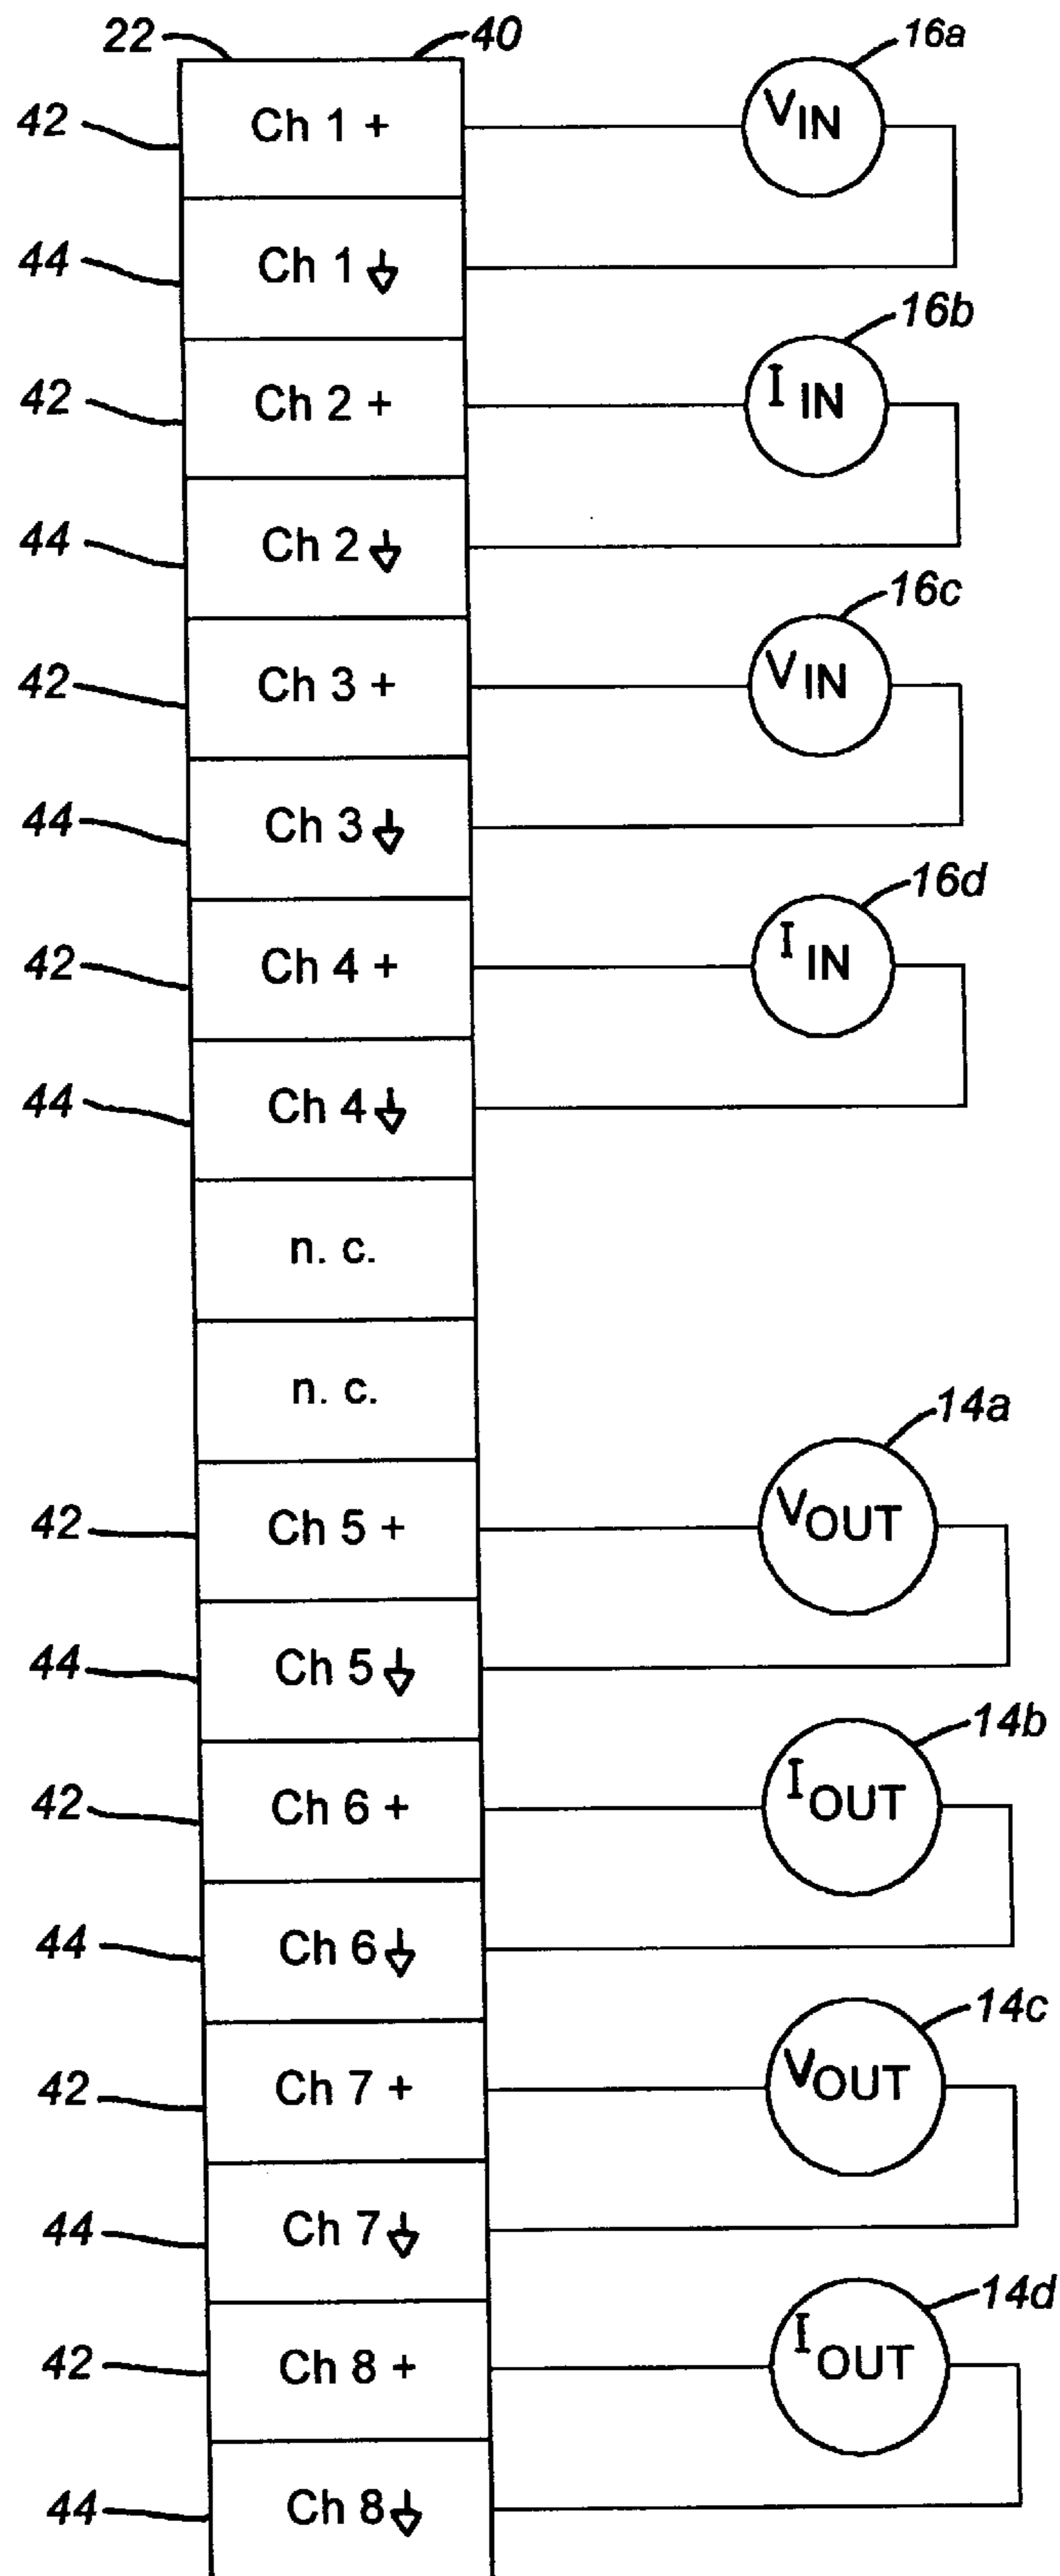 22 40 16a
42 Ch 1 + VIN
44 Ch 1
16b
42 Ch 2 + I IN
44 Ch 2
16c
42 Ch 3 + VIN
44 Ch 3
16d
42 Ch 4 + I IN
44 Ch 4
n. c.
n. c.
14a
42 Ch 5 + VOUT
44 Ch 5
14b
42 Ch 6 + IOUT
44 Ch 6
14c
42 Ch 7 + VOUT
44 Ch 7
14d
42 Ch 8 + IOUT
44 Ch 8